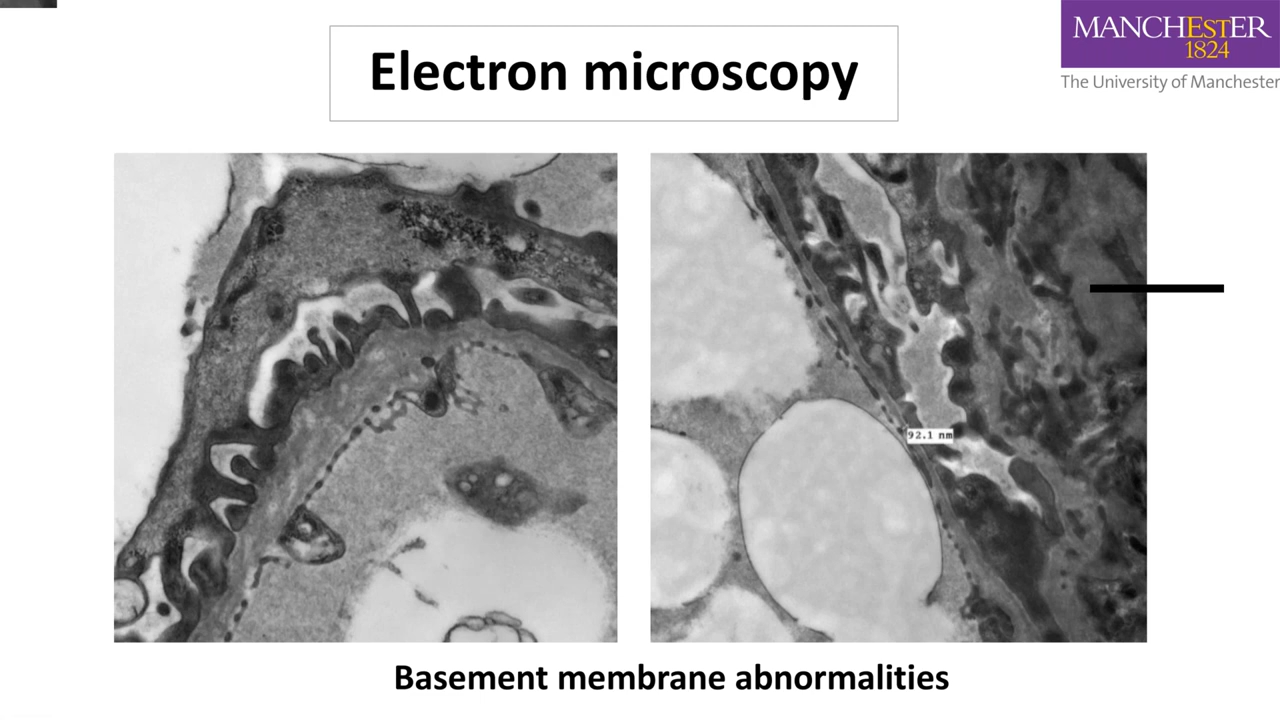 Electron microscopy
MANCHESTER
1824
The University of Manchester
92.1 nm
Basement membrane abnormalities